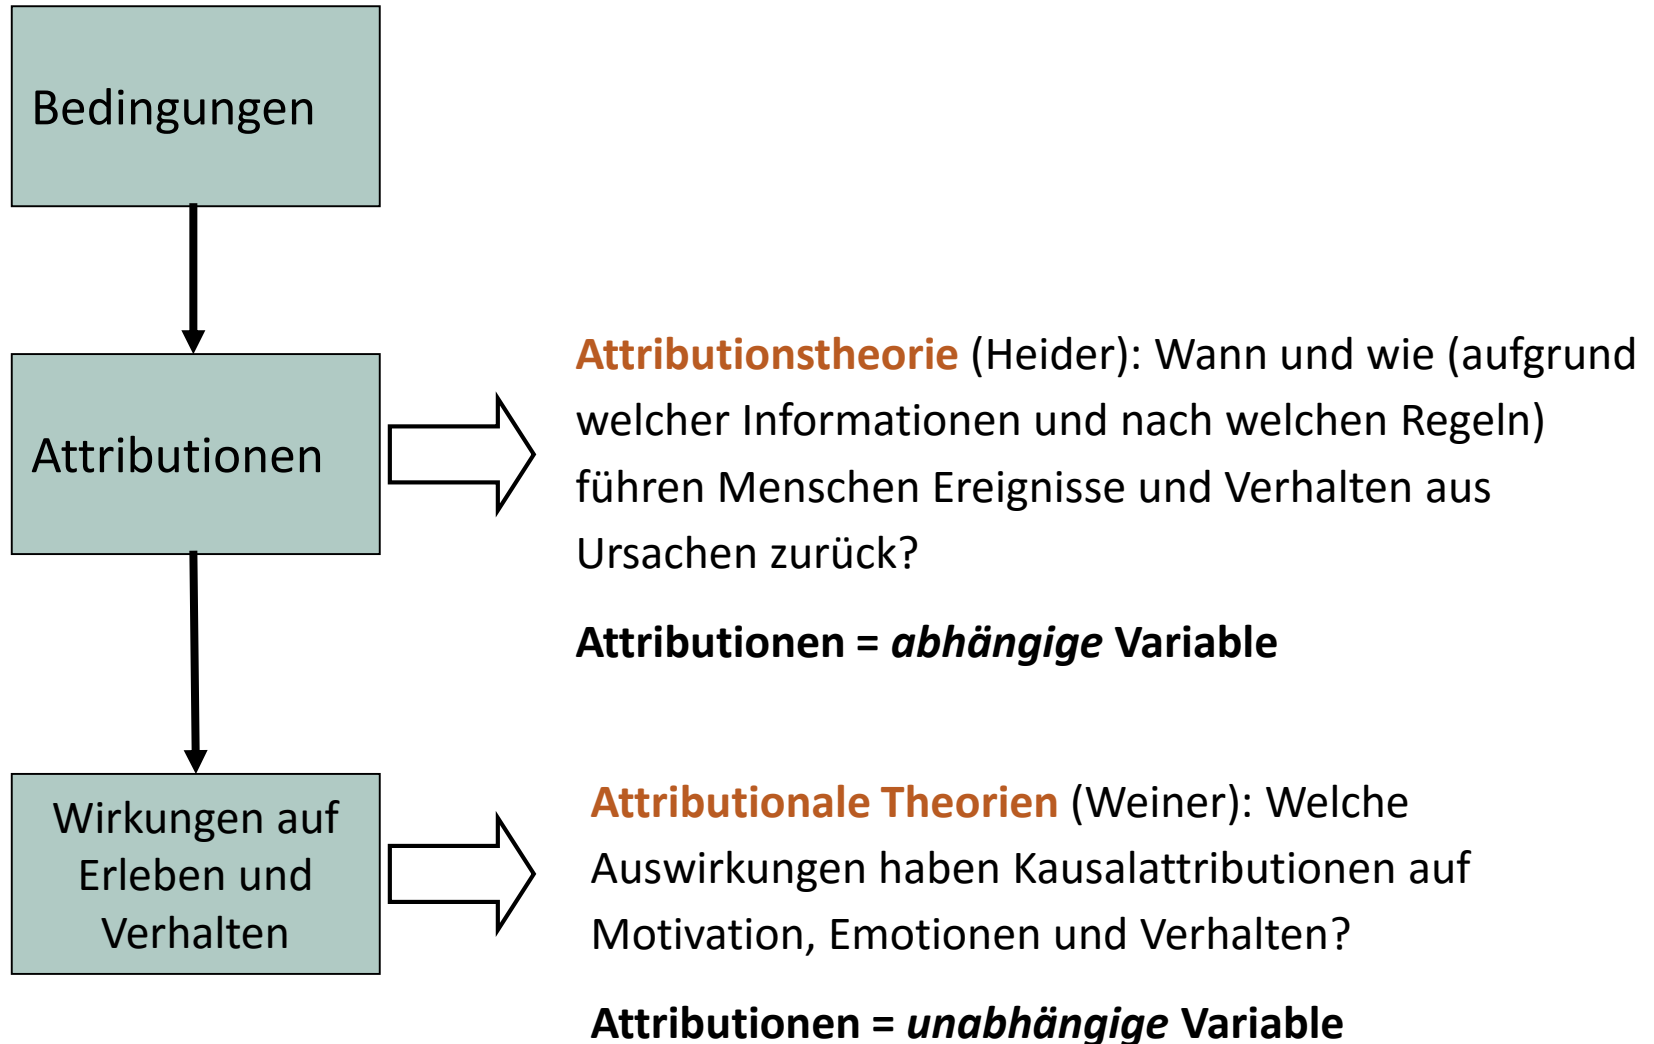 Bedingungen
Attributionen
Attributionstheorie (Heider): Wann und wie (aufgrund
welcher Informationen und nach welchen Regeln)
führen Menschen Ereignisse und Verhalten aus
Ursachen zurück?
Attributionen = abhängige Variable
Wirkungen auf
Erleben und
Verhalten
Attributionale Theorien (Weiner): Welche
Auswirkungen haben Kausalattributionen auf
Motivation, Emotionen und Verhalten?
Attributionen = unabhängige Variable